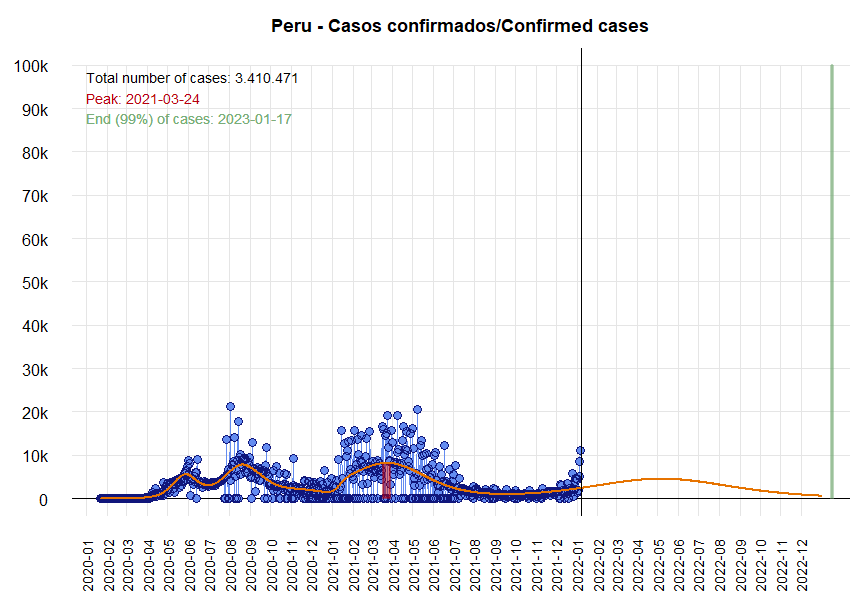 Peru - Casos confirmados/Confirmed cases
100k
90k
80k
70k
60k
50k
40k
30k
20k
10k
0
Total number of cases: 3.410.471
Peak: 2021-03-24
End (99%) of cases: 2023-01-17
2020-01
2020-02
2020-03
2020-04
2020-05
2020-06
2020-07
2020-08
2020-09
2020-10
2020-11
2020-12
2021-01
2021-02
2021-03
2021-04
2021-05
2021-06
2021-07
2021-08
2021-09
2021-10
2021-11
2021-12
2022-01
2022-02
2022-03
2022-04
2022-05
2022-06
2022-07
2022-08
2022-09
2022-10
2022-11
2022-12